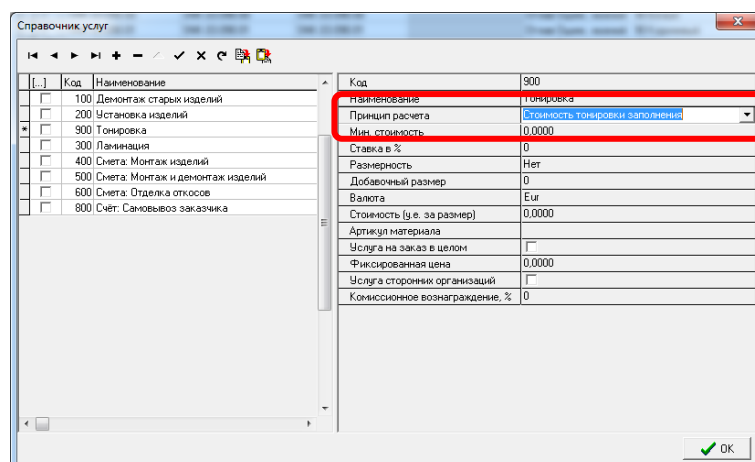 Справочник услуг
[...] Код Наименование
100 Демонтаж старых изделий
200 Установка изделий
* 900 Тонировка
300 Ламинация
400 Смета: Монтаж изделий
500 Смета: Монтаж и демонтаж изделий
600 Смета: Отделка откосов
800 Счёт: Самовывоз заказчика
Код 900
Наименование Тонировка
Принцип расчета Стоимость тонировки заполнения
Мин. стоимость 0,0000
Ставка в % 0
Размерность Нет
Добавочный размер 0
Валюта Eur
Стоимость (у.е. за размер) 0,0000
Артикул материала
Услуга на заказ в целом
Фиксированная цена 0,0000
Услуга сторонних организаций
Комиссионное вознаграждение, % 0
OK